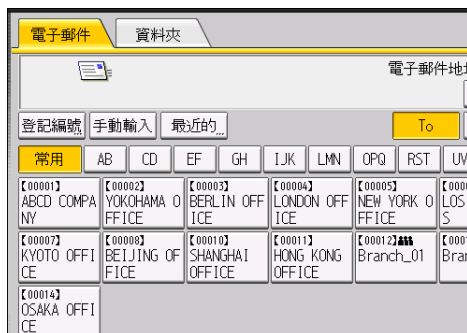 電子郵件 資料夾
電子郵件地
登記編號 手動輸入 最近的 To
常用 AB CD EF GH IJK LMN OPQ RST UV
【00001】 【00002】 【00003】 【00004】 【00005】 【000
ABCD COMPA YOKOHAMA O BERLIN OFF LONDON OFF NEW YORK O LOS
NY FFICE ICE ICE FFICE S
【00007】 【00008】 【00010】 【00011】 【00012】 【000
KYOTO OFFI BEIJING OF SHANGHAI HONG KONG Branch_01 Bran
CE FICE OFFICE OFFICE
【00014】
OSAKA OFFI
CE